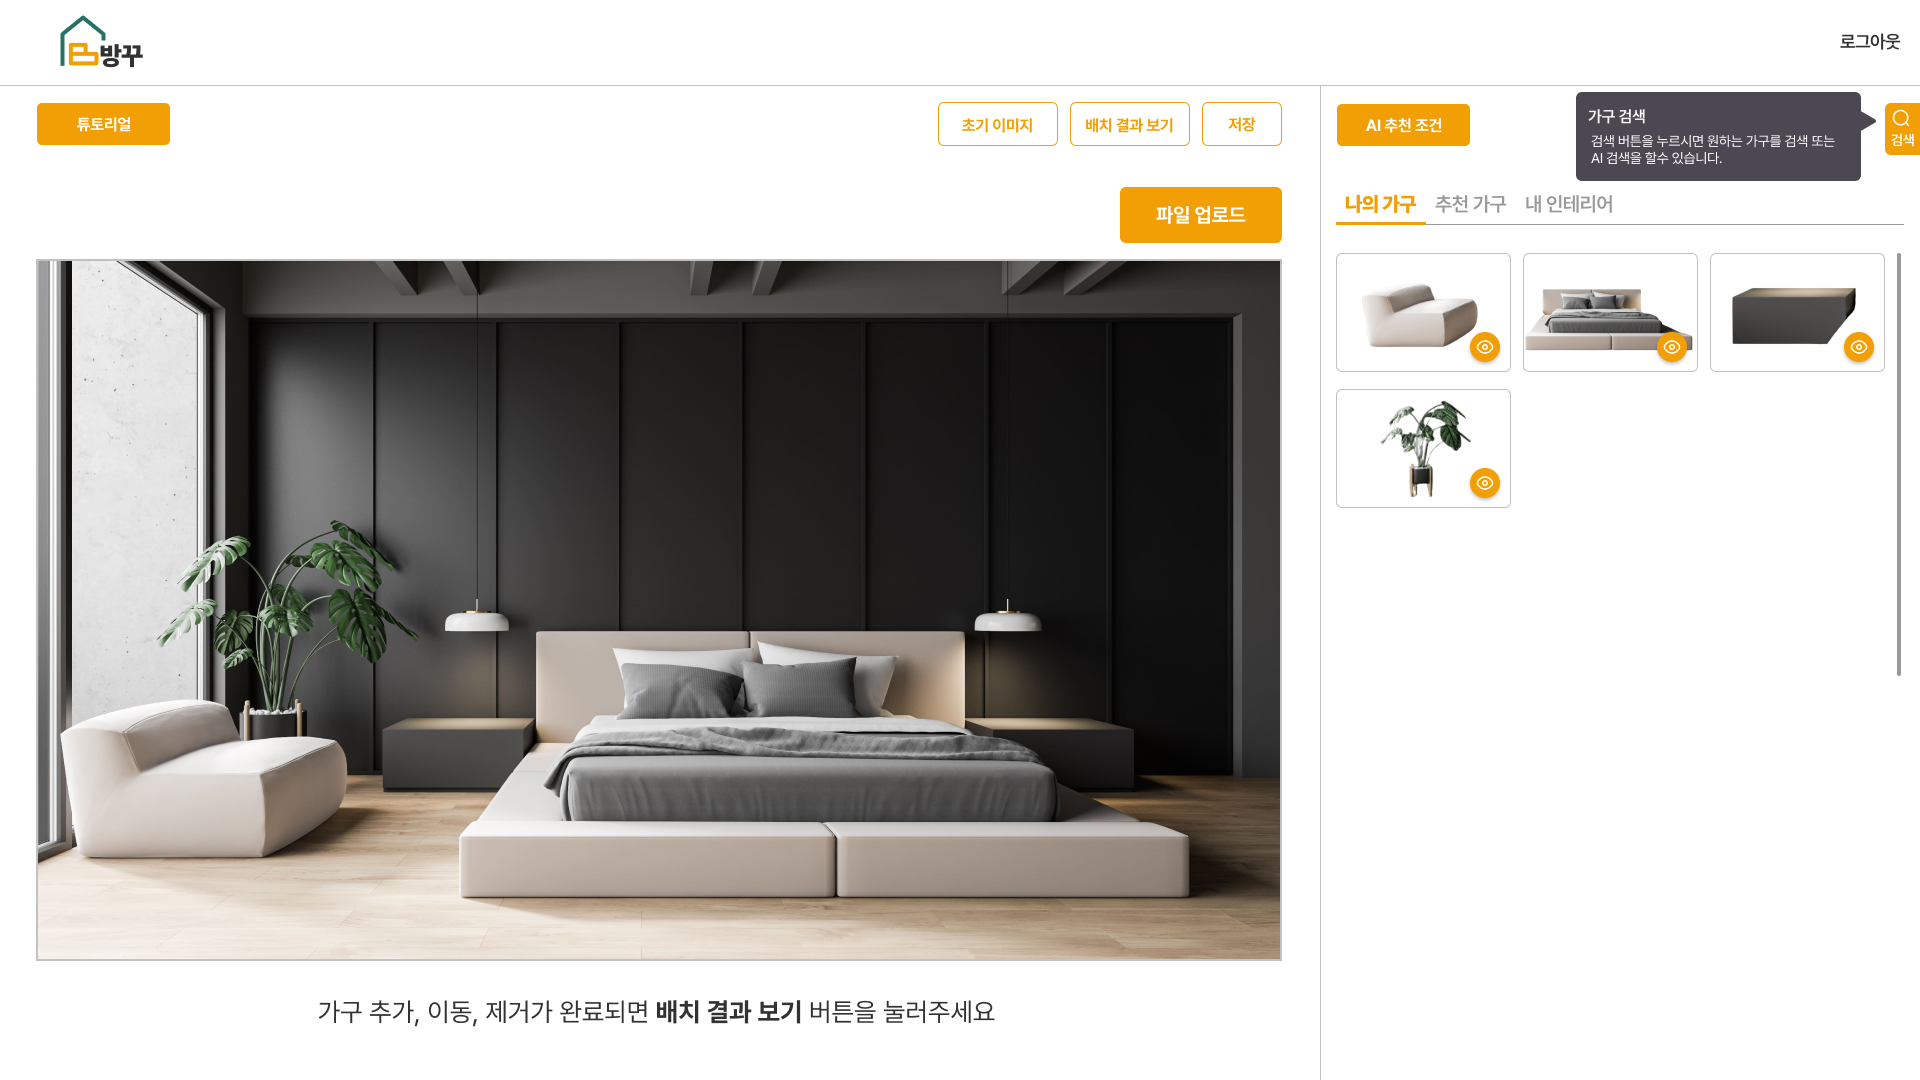 방꾸
로그아웃
튜토리얼
초기 이미지
배치 결과 보기
저장
AI 추천 조건
가구 검색
검색 버튼을 누르시면 원하는 가구를 검색 또는
AI 검색을 할수 있습니다.
검색
파일 업로드
나의 가구
추천 가구
내 인테리어
가구 추가, 이동, 제거가 완료되면 배치 결과 보기 버튼을 눌러주세요